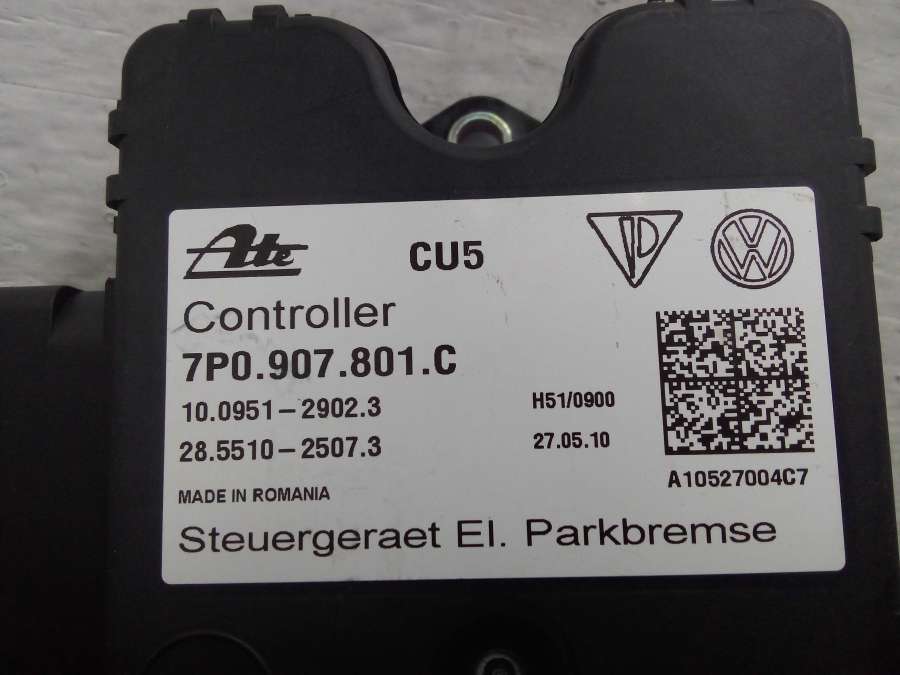 Ate CU5
Controller
7P0.907.801.C
10.0951-2902.3 H51/0900
28.5510-2507.3 27.05.10
A10527004C7
MADE IN ROMANIA
Steuergeraet El. Parkbremse